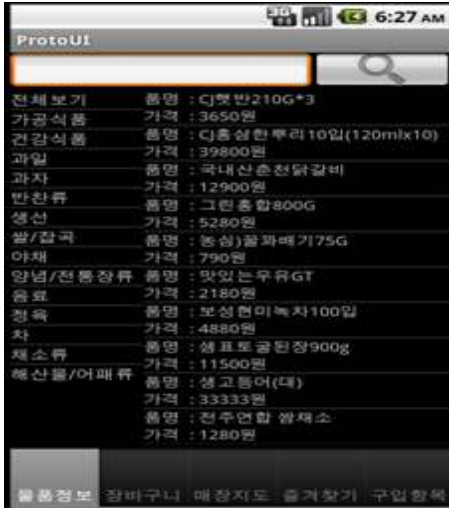 6:27 AM
ProtoUI
전체보기
가공식품
건강식품
과일
과자
반찬류
생선
쌀/잡곡
야채
양념/전통장류
음료
정육
차
채소류
해산물/어패류
품명 : CJ햇반210G*3
가격 : 3650원
품명 : CJ홍삼한뿌리10입(120mlx10)
가격 : 39800원
품명 : 국내산춘천닭갈비
가격 : 12900원
품명 : 그린홍합800G
가격 : 5280원
품명 : 농심)꿀꽈배기75G
가격 : 790원
품명 : 맛있는우유GT
가격 : 2180원
품명 : 보성현미녹차100입
가격 : 4880원
품명 : 샘표토굴된장900g
가격 : 11500원
품명 : 생고등어(대)
가격 : 33333원
품명 : 전주연합 쌈채소
가격 : 1280원
물품정보 장바구니 매장지도 즐겨찾기 구입항목